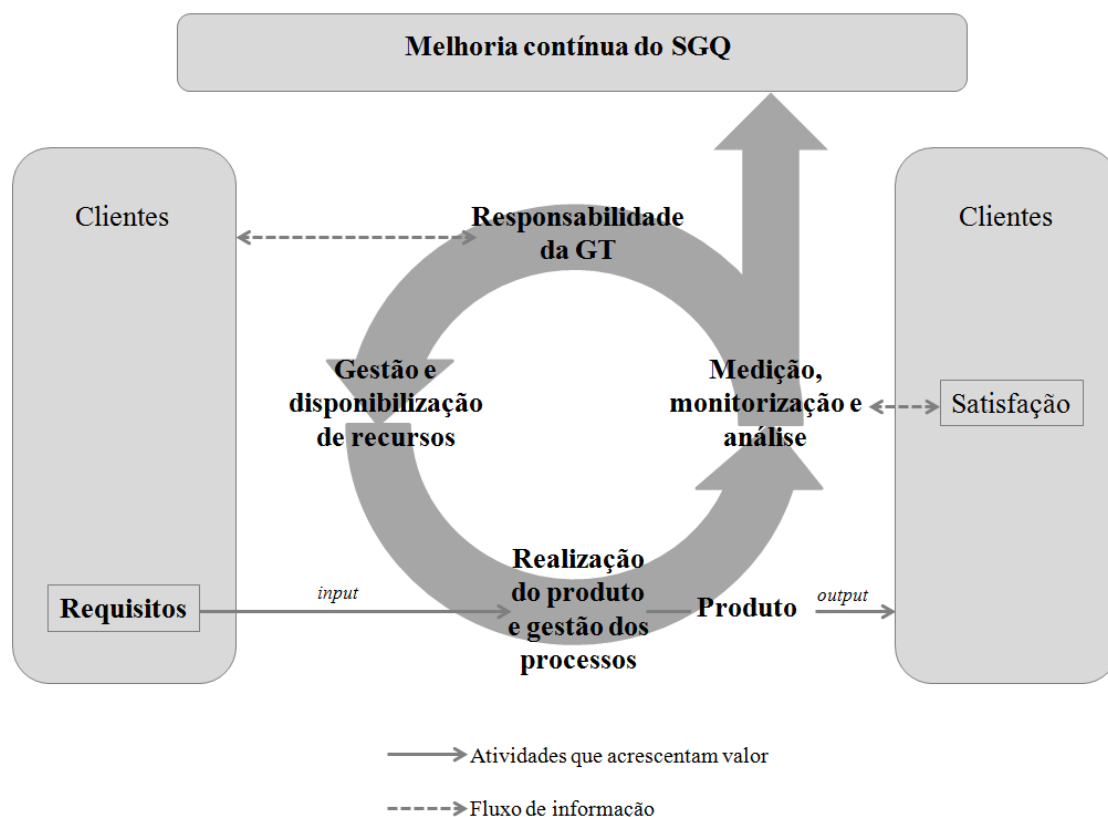 Melhoria contínua do SGQ
Clientes
Clientes
Responsabilidade
da GT
Gestão e
disponibilização
de recursos
Medição,
monitorização e
análise
Satisfação
Requisitos
input
Realização
do produto
e gestão dos
processos
Produto
output
Atividades que acrescentam valor
Fluxo de informação